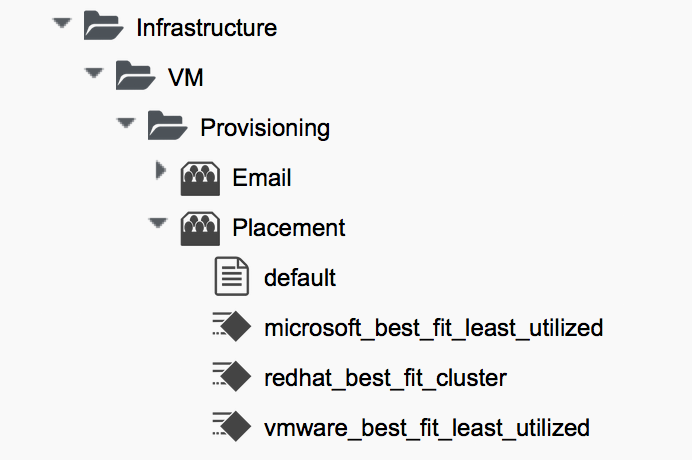 Infrastructure
VM
Provisioning
Email
Placement
default
microsoft_best_fit_least_utilized
redhat_best_fit_cluster
vmware_best_fit_least_utilized